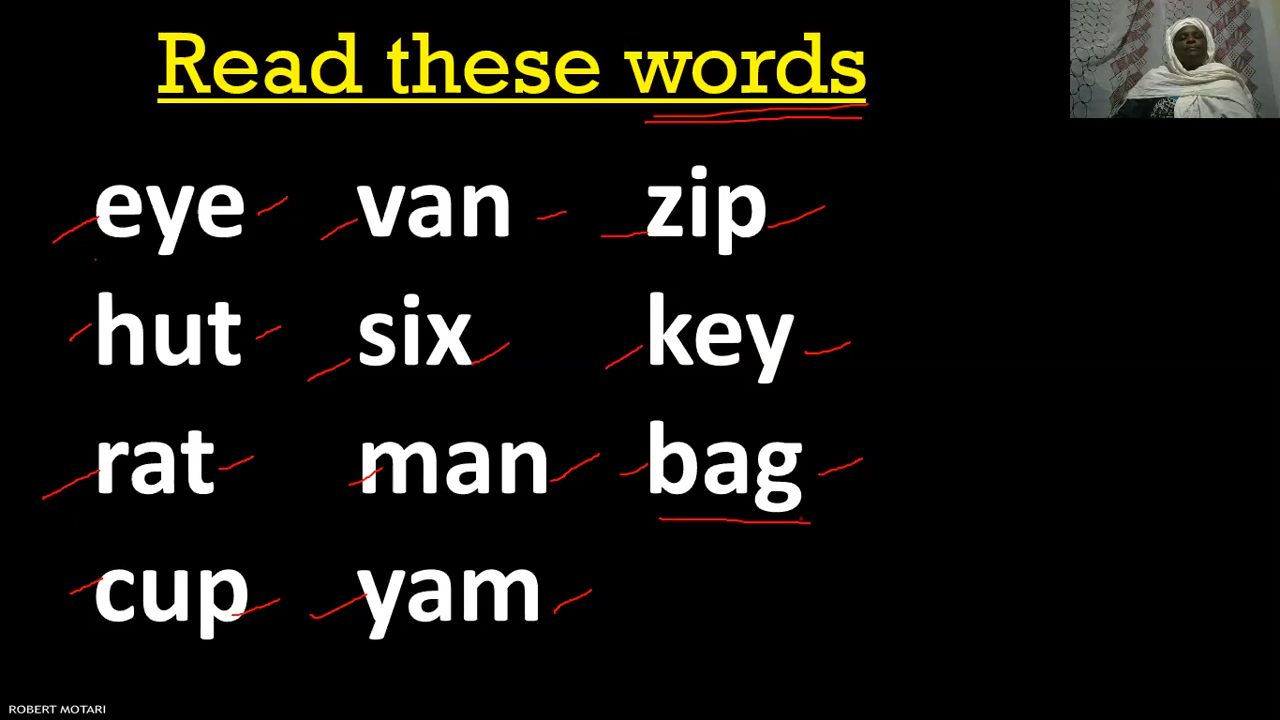 Read these words
eye van zip
hut six key
rat man bag
cup yam
ROBERT MOTARI